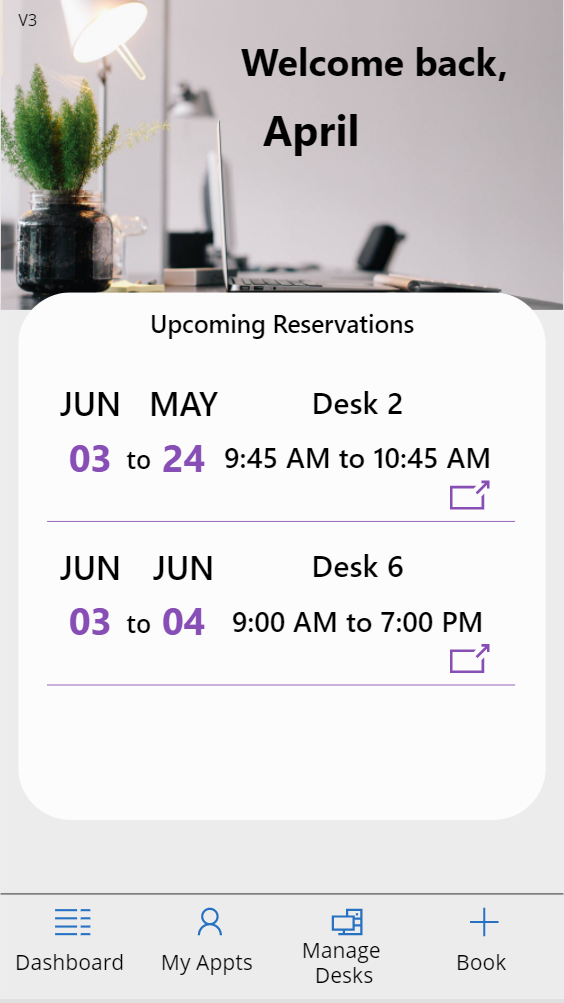 V3
Welcome back,
April
Upcoming Reservations
JUN MAY Desk 2
03 to 24 9:45 AM to 10:45 AM
JUN JUN Desk 6
03 to 04 9:00 AM to 7:00 PM
Dashboard
My Appts
Manage
Desks
Book